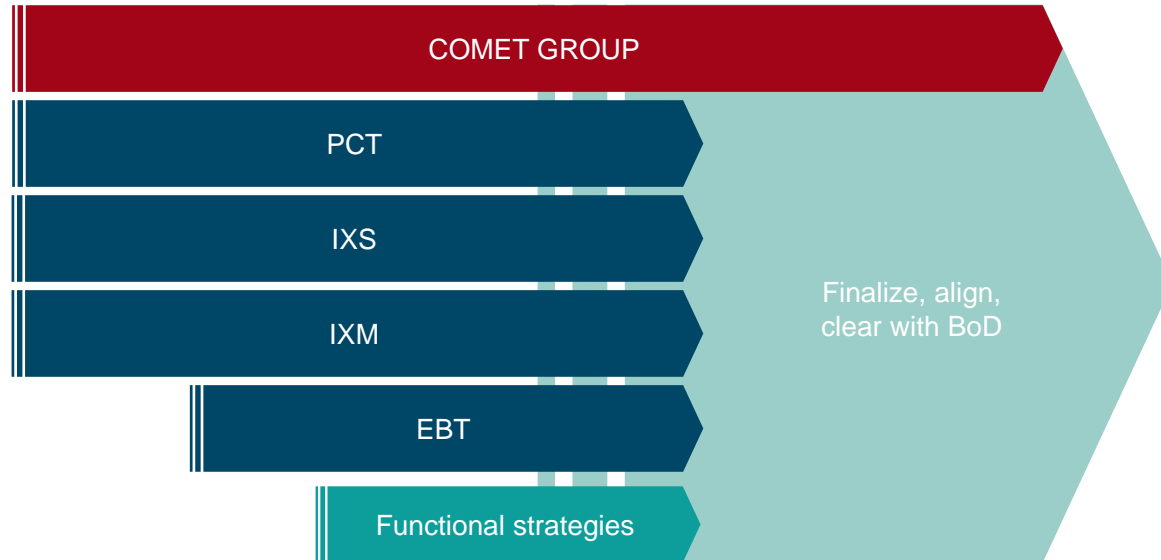 COMET GROUP
PCT
IXS
IXM
Finalize, align,
clear with BoD
EBT
Functional strategies